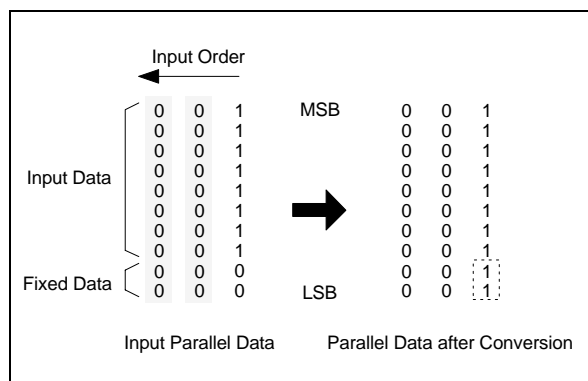 Input Order
0 0 1 MSB 0 0 1
0 0 1 0 0 1
0 0 1 0 0 1
0 0 1 0 0 1
Input Data 0 0 1 0 0 1
0 0 1 0 0 1
0 0 1 0 0 1
0 0 1 0 0 1
0 0 0 0 0 1
Fixed Data 0 0 0 LSB 0 0 1
Input Parallel Data Parallel Data after Conversion